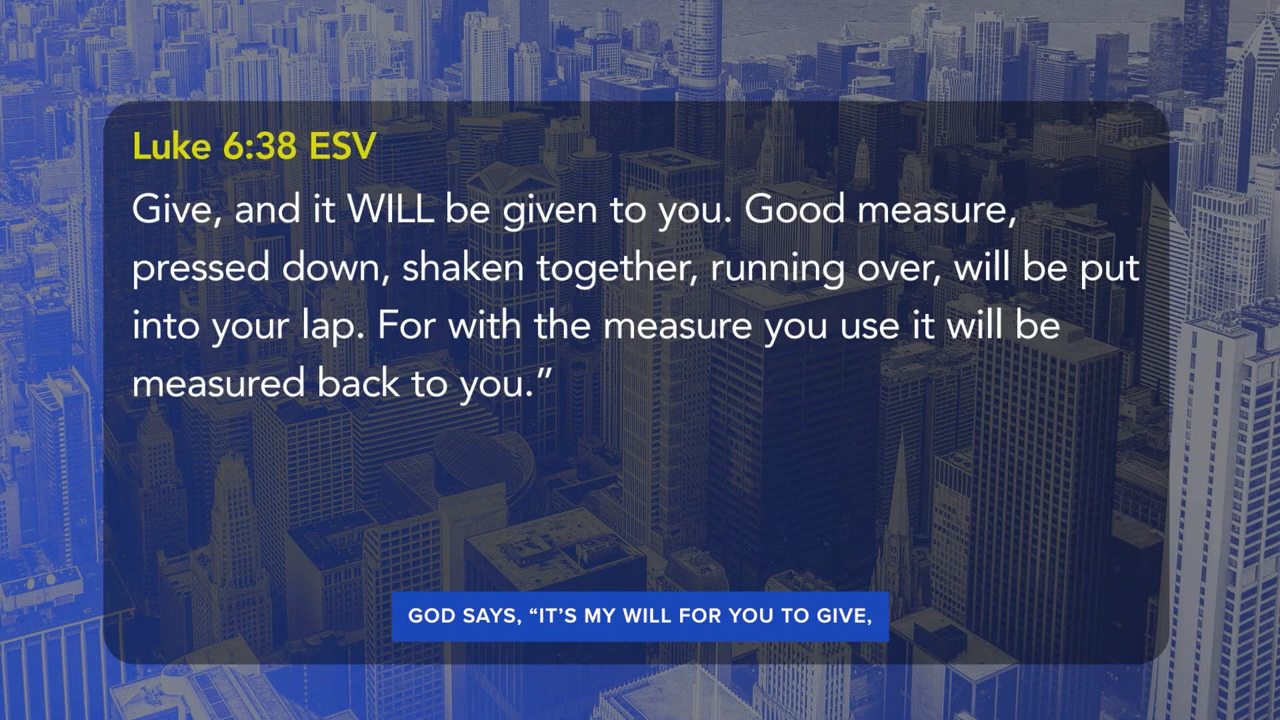 Luke 6:38 ESV
Give, and it WILL be given to you. Good measure,
pressed down, shaken together, running over, will be put
into your lap. For with the measure you use it will be
measured back to you.”
GOD SAYS, “IT’S MY WILL FOR YOU TO GIVE,